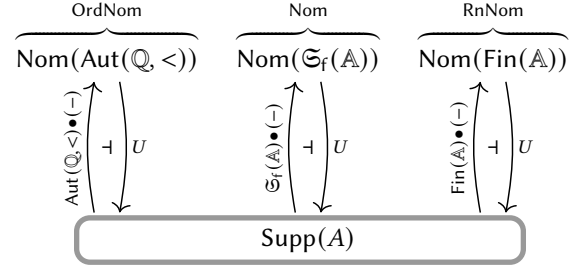 OrdNom Nom RnNom
Nom(Aut(ℚ, <)) Nom(𝔖f(𝔸)) Nom(Fin(𝔸))
Aut(ℚ,<)•(−) ⊣ U 𝔖f(𝔸)•(−) ⊣ U Fin(𝔸)•(−) ⊣ U
Supp(A)